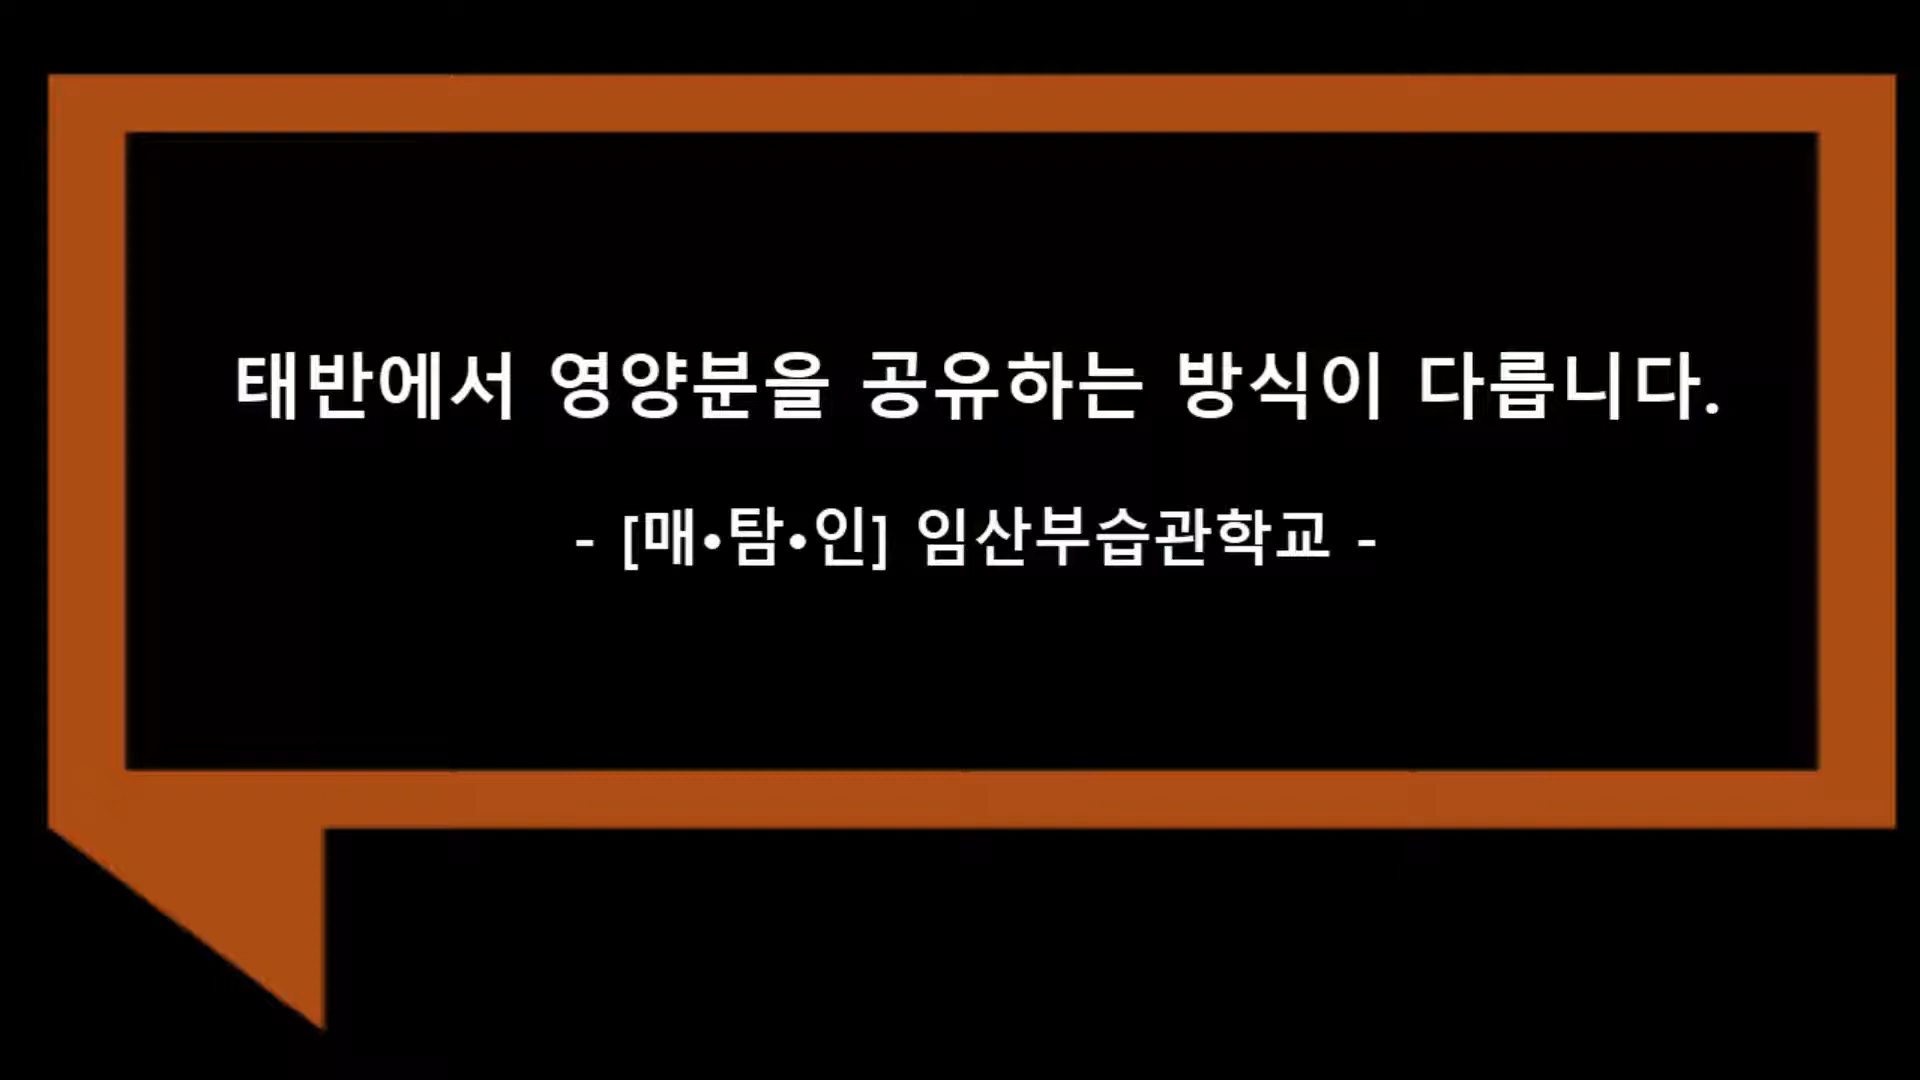 태반에서 영양분을 공유하는 방식이 다릅니다.
- [매•탐•인] 임산부습관학교 -